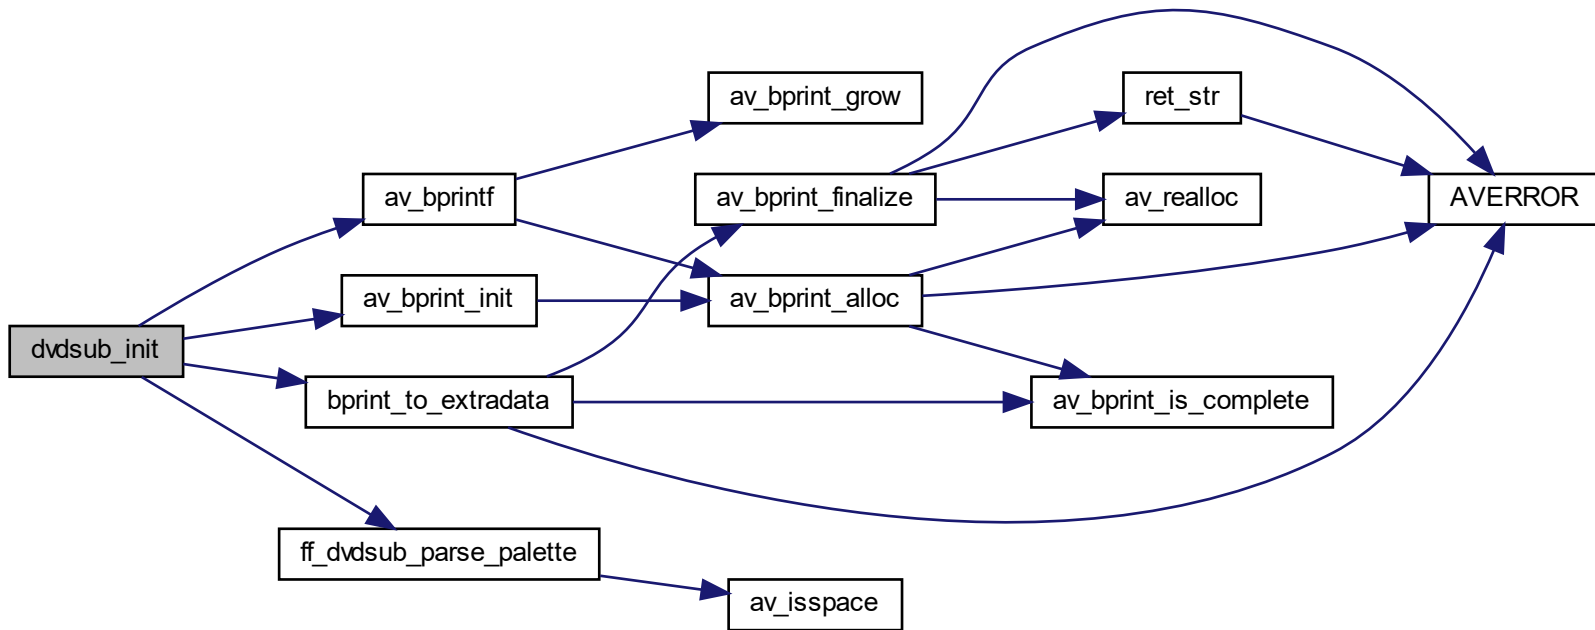 av_bprint_grow
ret_str
av_bprintf
av_bprint_finalize
av_realloc
AVERROR
av_bprint_init
av_bprint_alloc
dvdsub_init
bprint_to_extradata
av_bprint_is_complete
ff_dvdsub_parse_palette
av_isspace